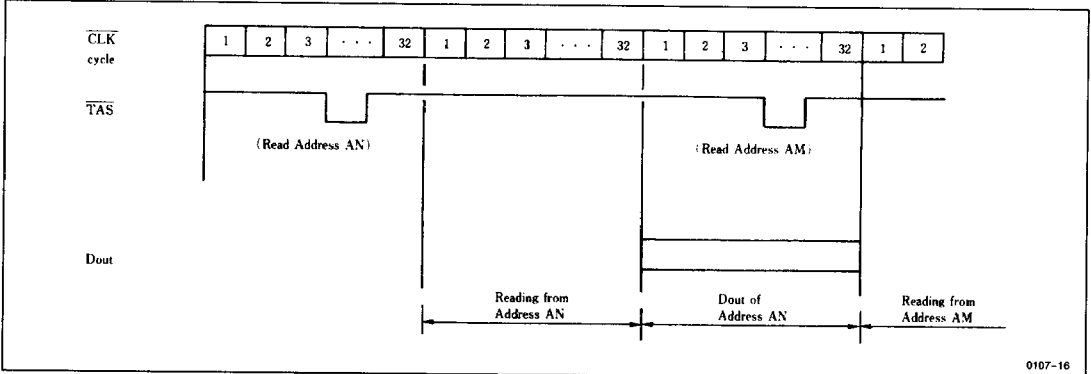 CLK
cycle
1 2 3 · · · 32 1 2 3 · · · 32 1 2 3 · · · 32 1 2
TAS
(Read Address AN)
(Read Address AM)
Dout
Reading from
Address AN
Dout of
Address AN
Reading from
Address AM
0107-16